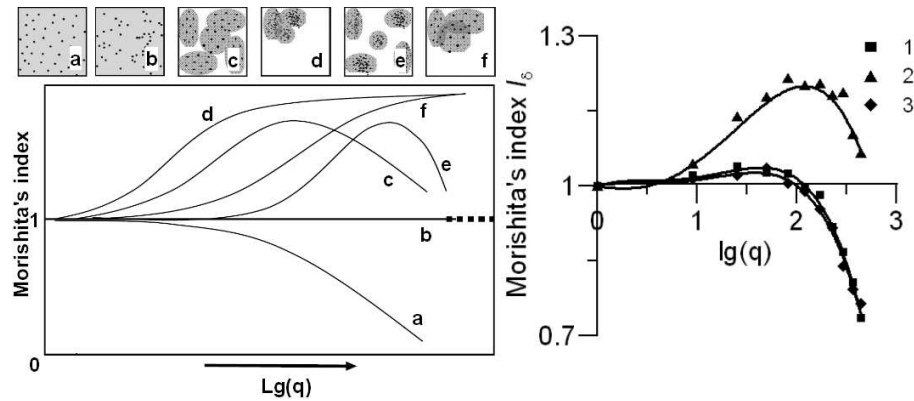 a
b
c
d
e
f
Morishita's index
1
0
d
f
c
e
b
a
Lg(q)
Morishita's index Iδ
1.3
1
0.7
0
1
2
3
lg(q)
1
2
3